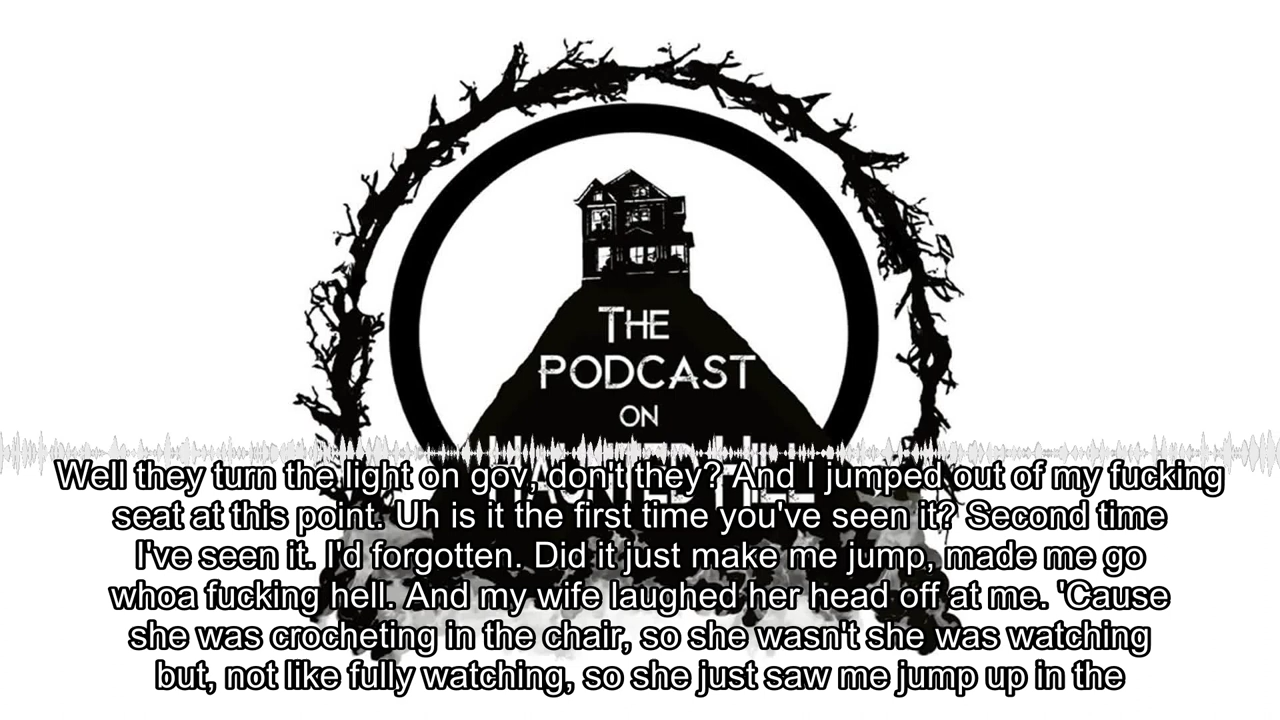 THE
PODCAST
ON
HAUNTED HILL
Well they turn the light on gov, don't they? And I jumped out of my fucking
seat at this point. Uh is it the first time you've seen it? Second time
I've seen it. I'd forgotten. Did it just make me jump, made me go
whoa fucking hell. And my wife laughed her head off at me. 'Cause
she was crocheting in the chair, so she wasn't she was watching
but, not like fully watching, so she just saw me jump up in the